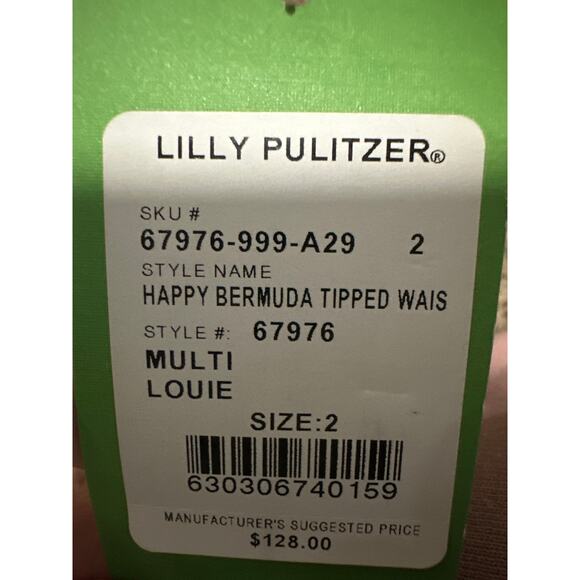 LILLY PULITZER®
SKU #
67976-999-A29 2
STYLE NAME
HAPPY BERMUDA TIPPED WAIS
STYLE #: 67976
MULTI
LOUIE
SIZE:2
630306740159
MANUFACTURER'S SUGGESTED PRICE
$128.00